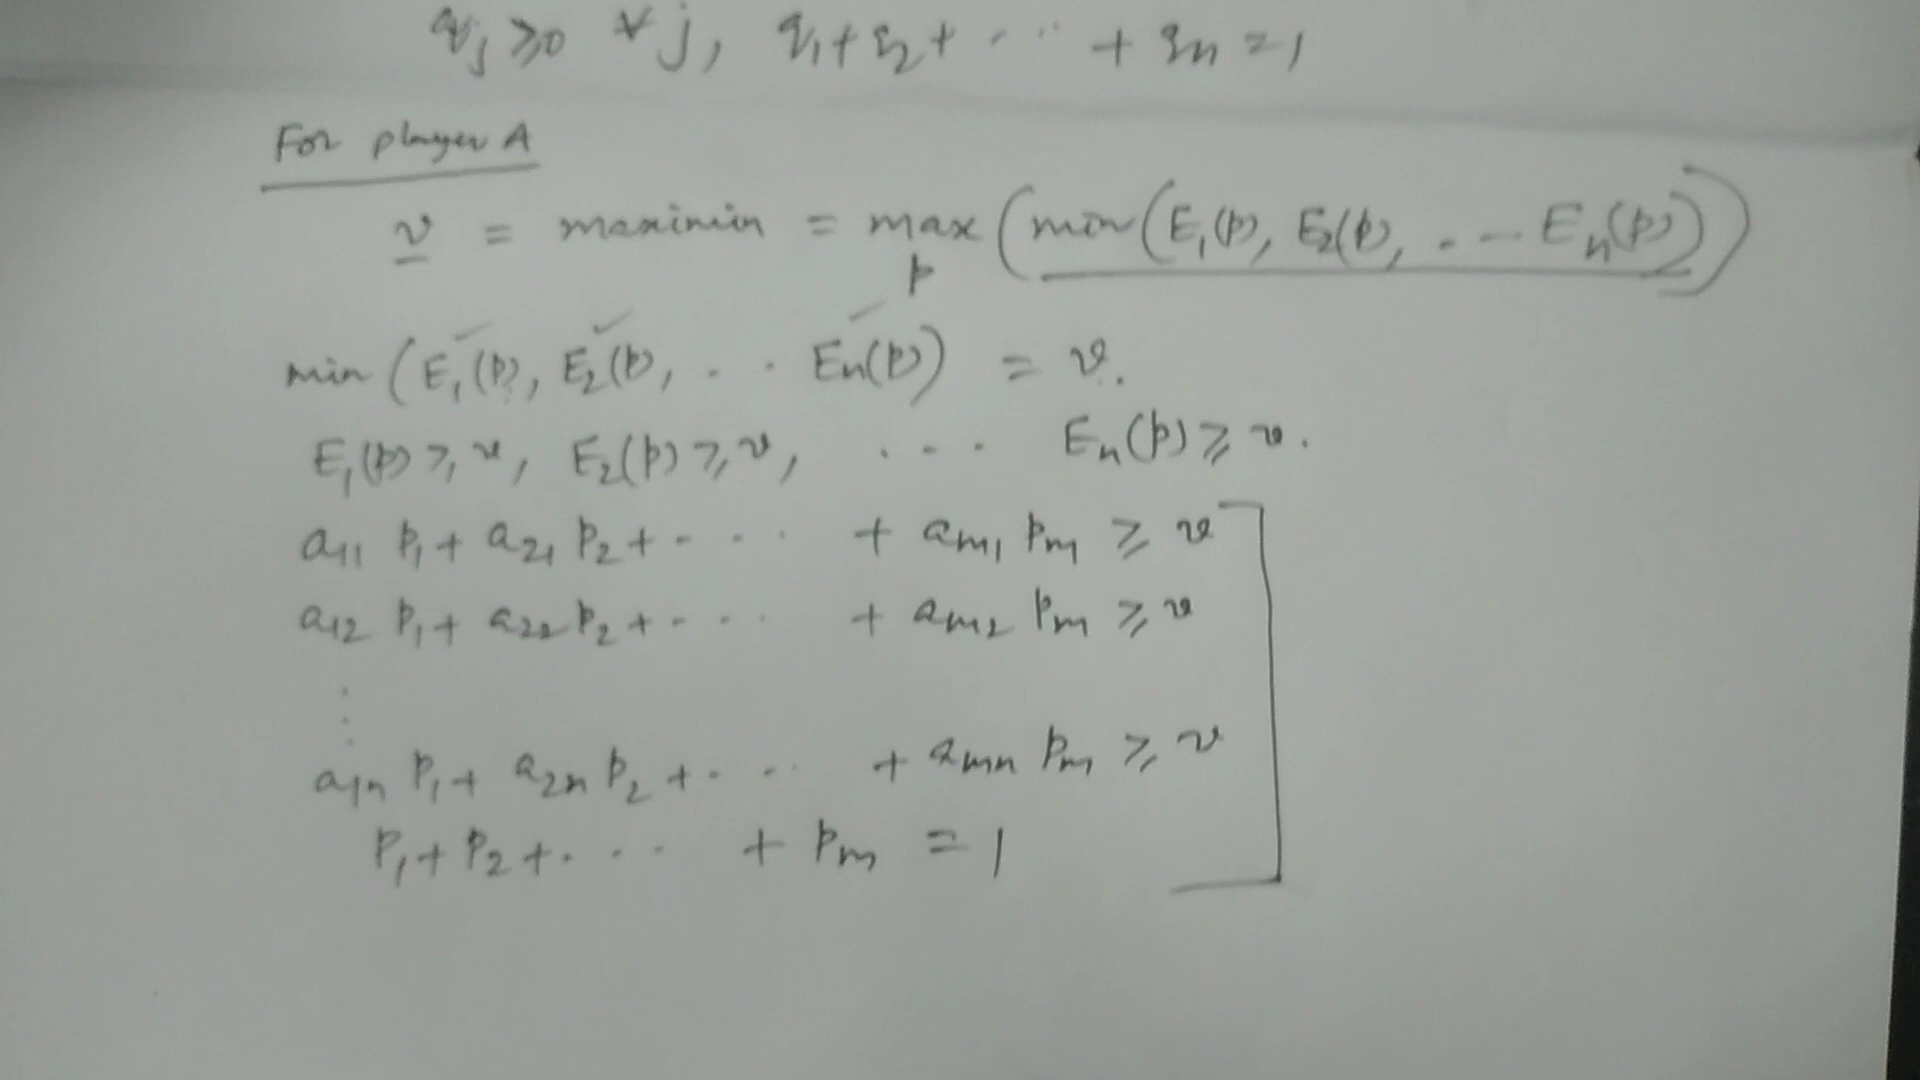 qj ≥ 0 ∀ j, q1 + q2 + ... + qn = 1
For player A
v = maximin = max p (min (E1(p), E2(p), .. - En(p)))
min (E1(p), E2(p), . . En(p)) = v.
E1(p) ≥ v, E2(p) ≥ v, ... En(p) ≥ v.
a11 p1 + a21 p2 + .... + am1 pm ≥ v
a12 p1 + a22 p2 + .... + am2 pm ≥ v
⋮
a1n p1 + a2n p2 + .... + amn pm ≥ v
p1 + p2 + .... + pm = 1